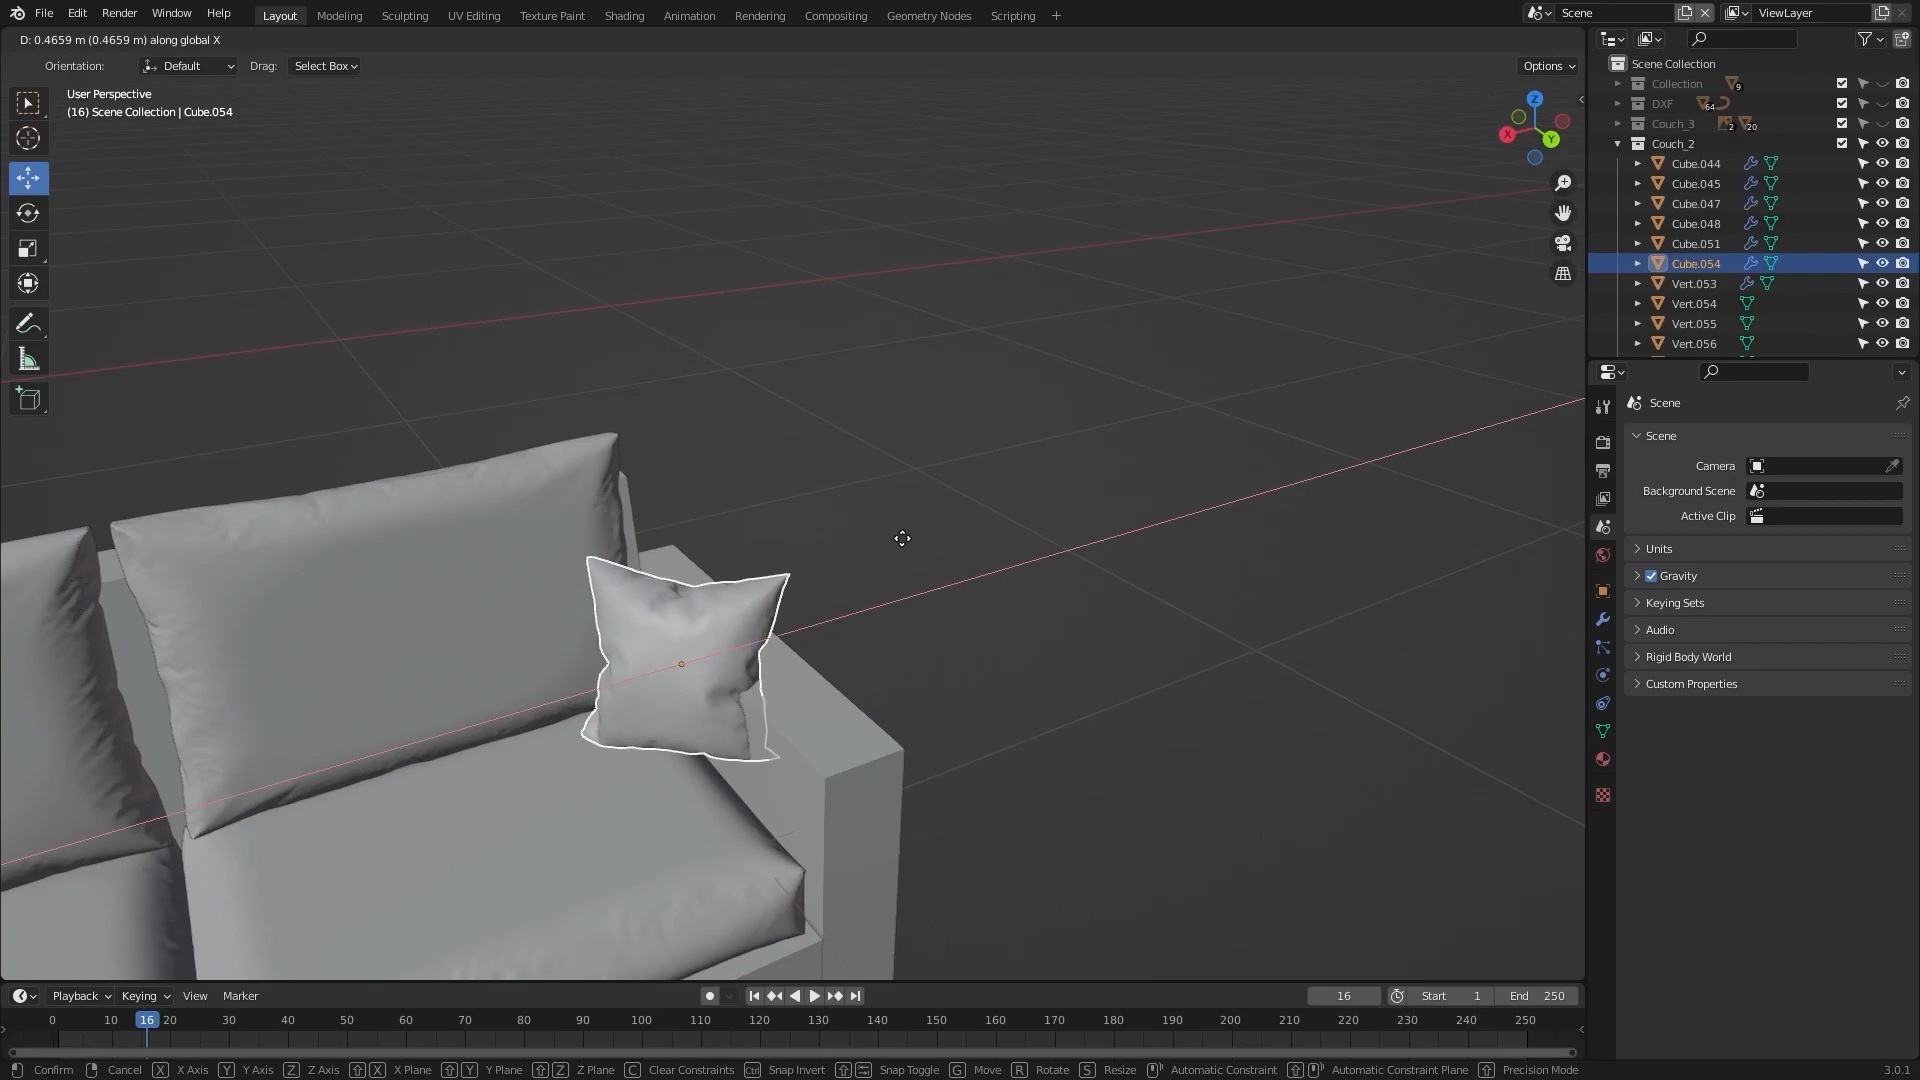 File Edit Render Window Help Layout Modeling Sculpting UV Editing Texture Paint Shading Animation Rendering Compositing Geometry Nodes Scripting + Scene ViewLayer
D: 0.4659 m (0.4659 m) along global X
Orientation: Default Drag: Select Box Options
User Perspective
(16) Scene Collection | Cube.054
Z
X
Y
Scene Collection
Collection 9
DXF 64
Couch_3 2 20
Couch_2
Cube.044
Cube.045
Cube.047
Cube.048
Cube.051
Cube.054
Vert.053
Vert.054
Vert.055
Vert.056
Scene
Scene
Camera
Background Scene
Active Clip
Units
Gravity
Keying Sets
Audio
Rigid Body World
Custom Properties
Playback Keying View Marker 16 Start 1 End 250
0 10 16 20 30 40 50 60 70 80 90 100 110 120 130 140 150 160 170 180 190 200 210 220 230 240 250
Confirm Cancel X X Axis Y Y Axis Z Z Axis X X Plane Y Y Plane Z Z Plane C Clear Constraints Ctrl Snap Invert Snap Toggle G Move R Rotate S Resize Automatic Constraint Automatic Constraint Plane Precision Mode 3.0.1